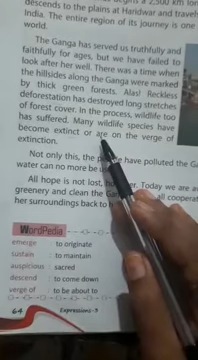 descends to the plains at Haridwar and travel
India. The entire region of its journey is one
world.
The Ganga has served us truthfully and
faithfully for ages, but we have failed to
look after her well. There was a time when
the hillsides along the Ganga were marked
by thick green forests. Alas! Reckless
deforestation has destroyed long stretches
of forest cover. In the process, wildlife too
has suffered. Many wildlife species have
become extinct or are on the verge of
extinction.
Not only this, the have polluted the Ga
water can no more be
All hope is not lost, Today we are a
greenery and clean the all cooperat
her surroundings back to
WordPedia
emerge : to originate
sustain : to maintain
auspicious : sacred
descend : to come down
verge of : to be about to
64 Expressions-5